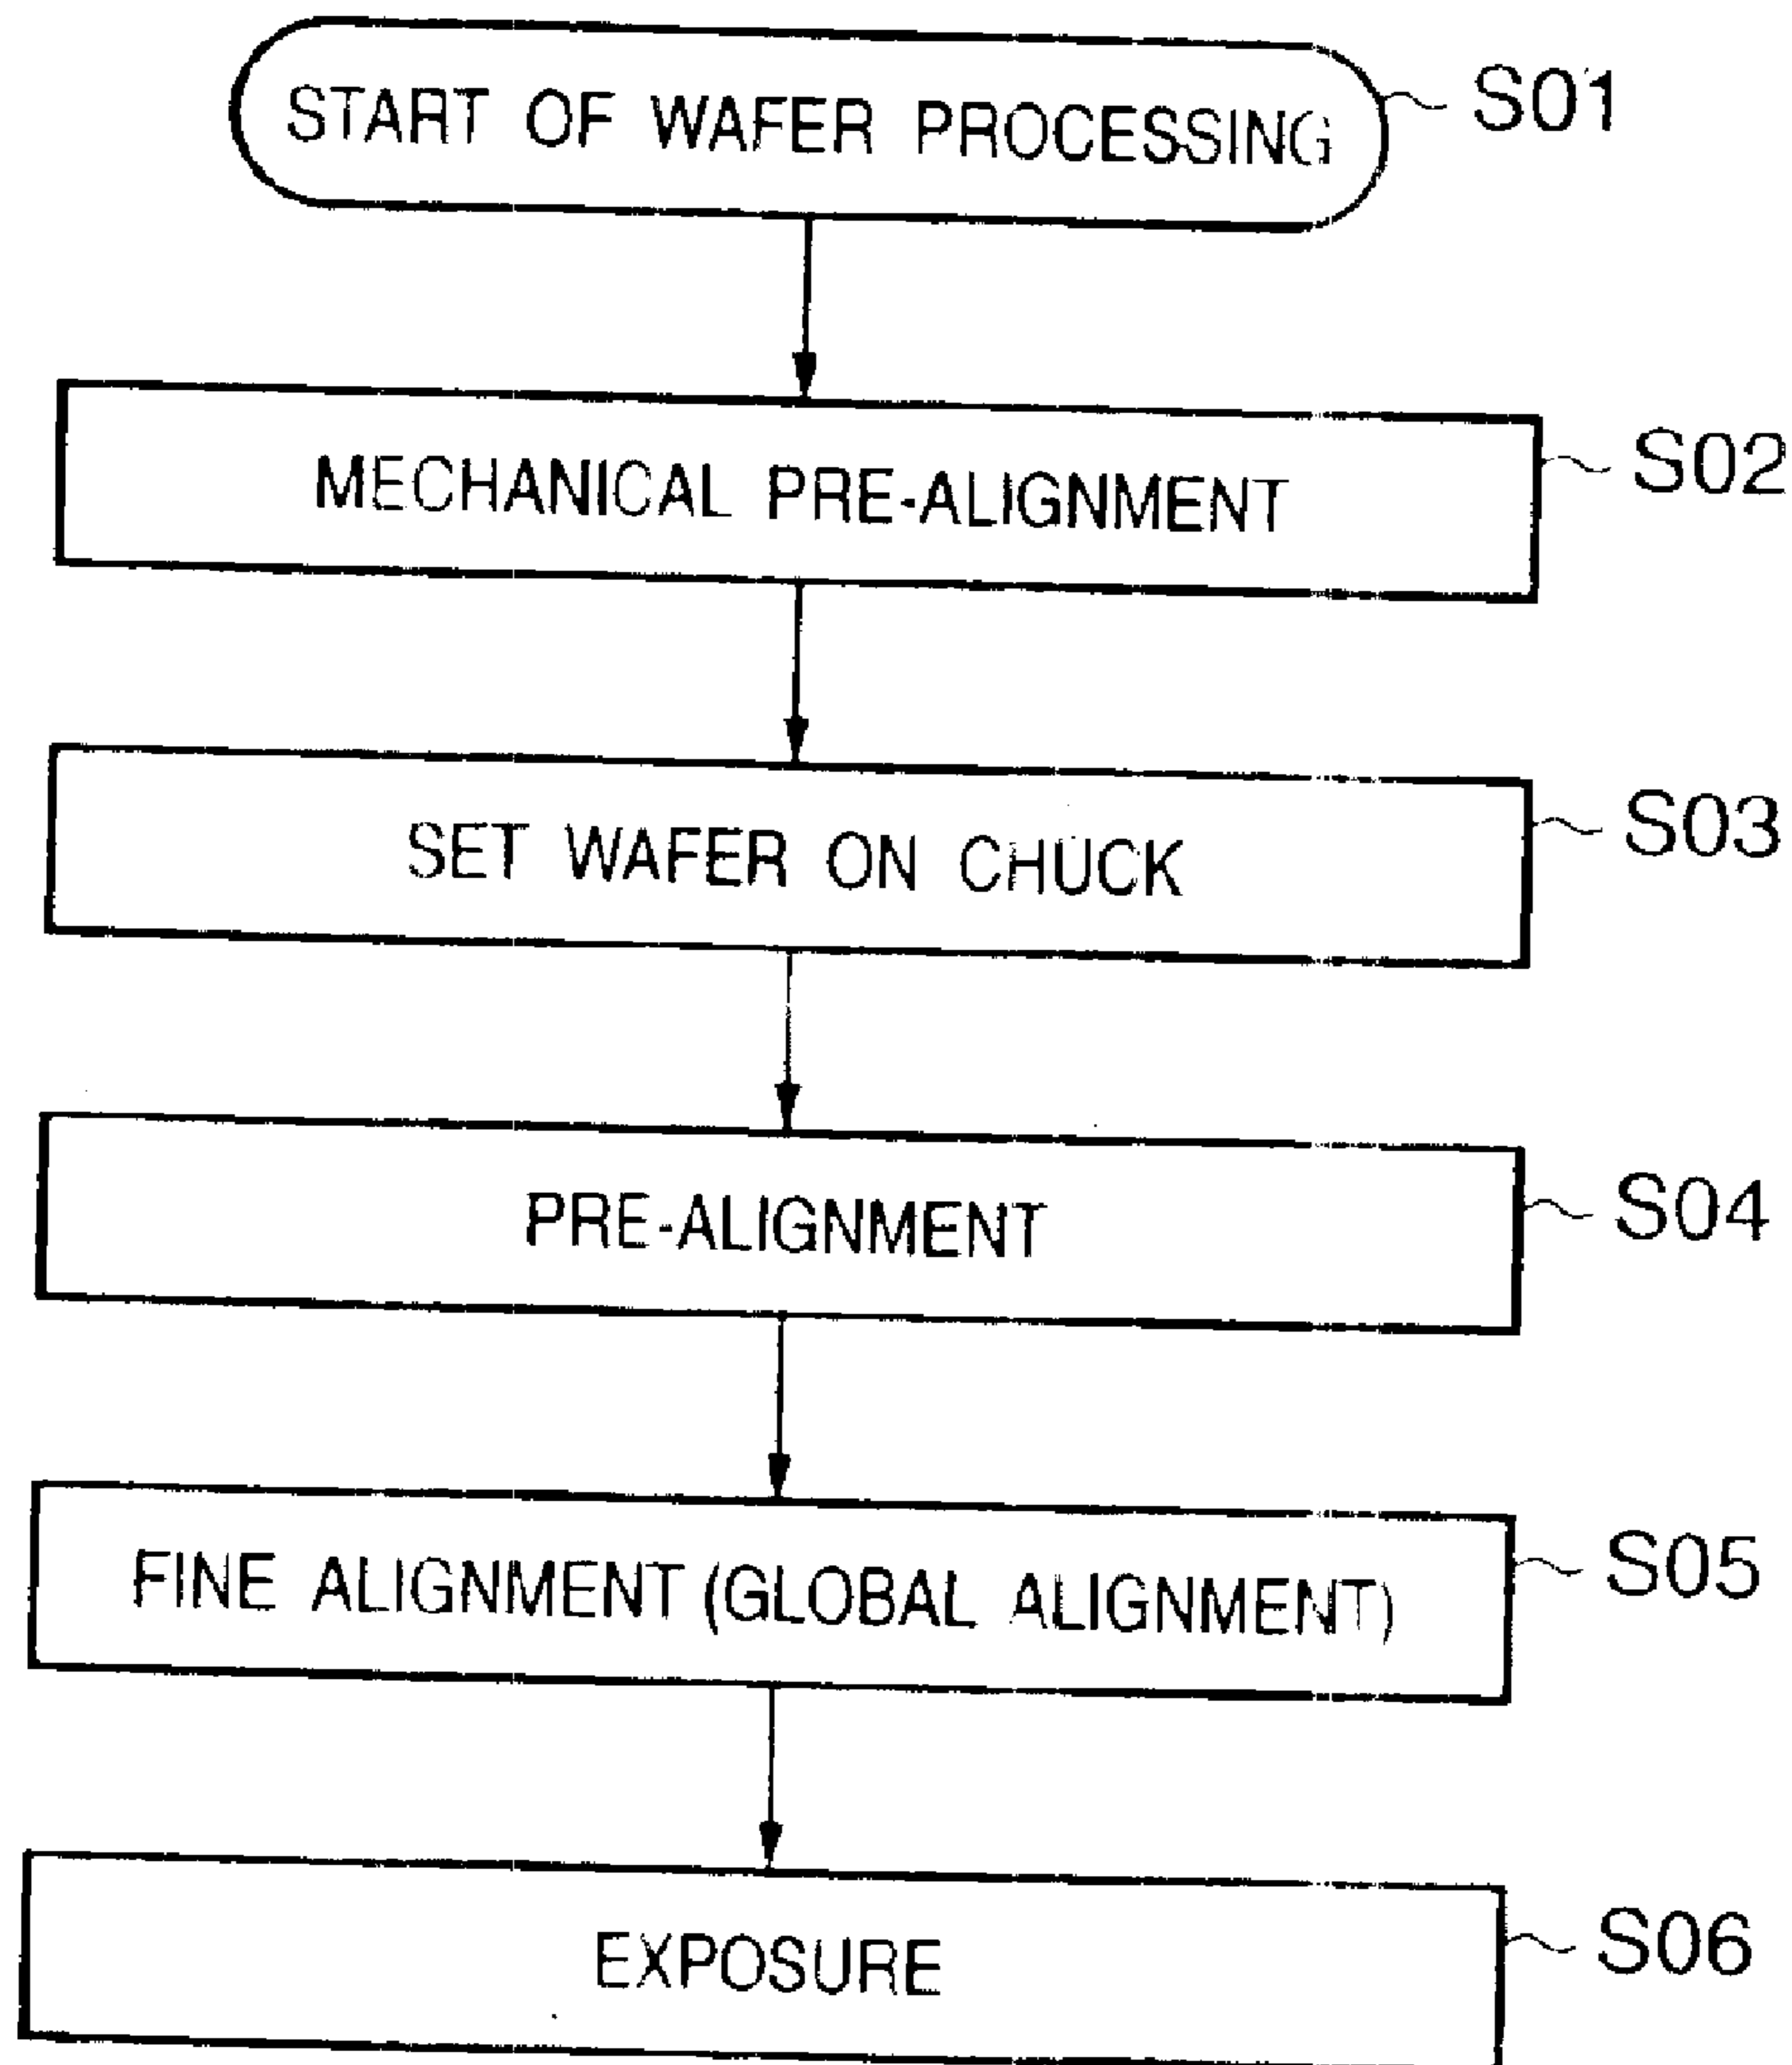 START OF WAFER PROCESSING S01
MECHANICAL PRE-ALIGNMENT S02
SET WAFER ON CHUCK S03
PRE-ALIGNMENT S04
FINE ALIGNMENT (GLOBAL ALIGNMENT) S05
EXPOSURE S06